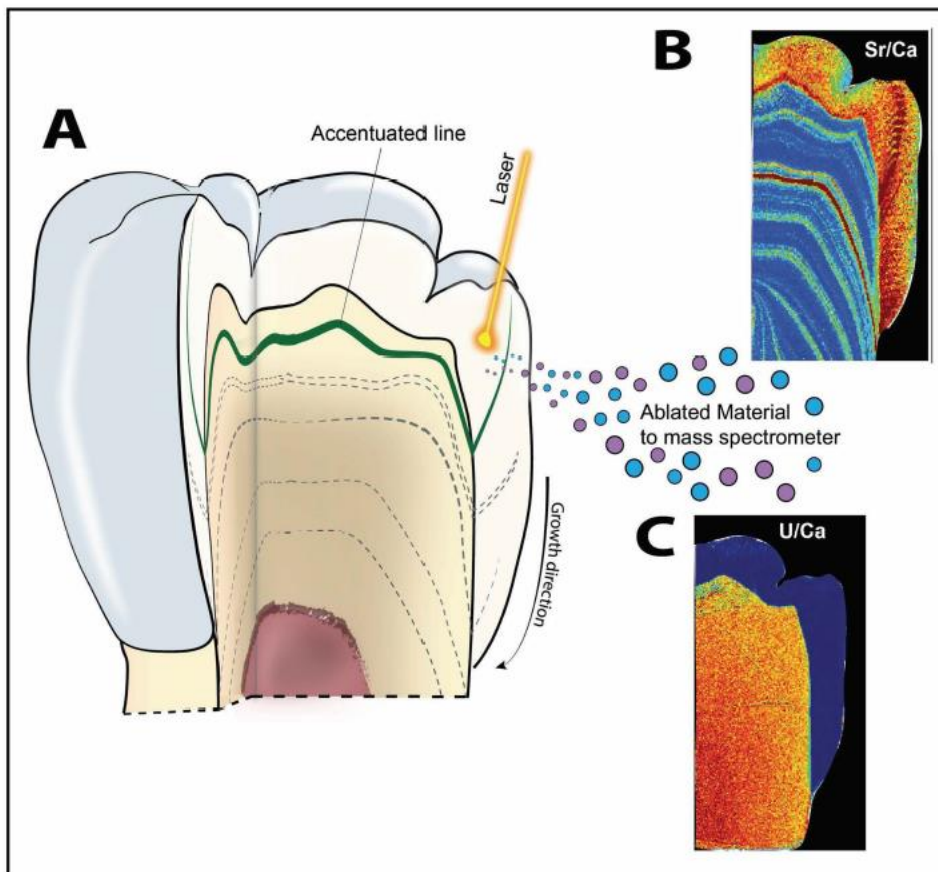 A
Accentuated line
Laser
B
Sr/Ca
Ablated Material
to mass spectrometer
Growth direction
C
U/Ca